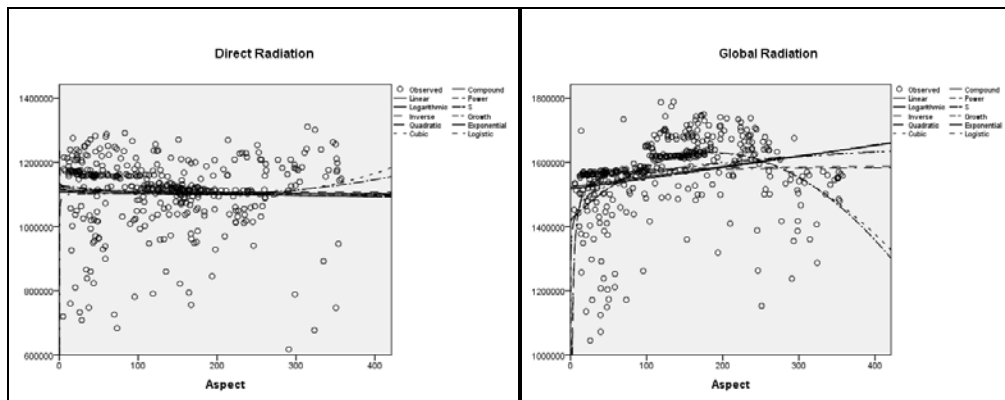 Direct Radiation
Observed Compound
Linear Power
Logarithmic S
Inverse Growth
Quadratic Exponential
Cubic Logistic
1400000
1200000
1000000
800000
600000
0 100 200 300 400
Aspect
Global Radiation
Observed Compound
Linear Power
Logarithmic S
Inverse Growth
Quadratic Exponential
Cubic Logistic
1800000
1600000
1400000
1200000
1000000
0 100 200 300 400
Aspect